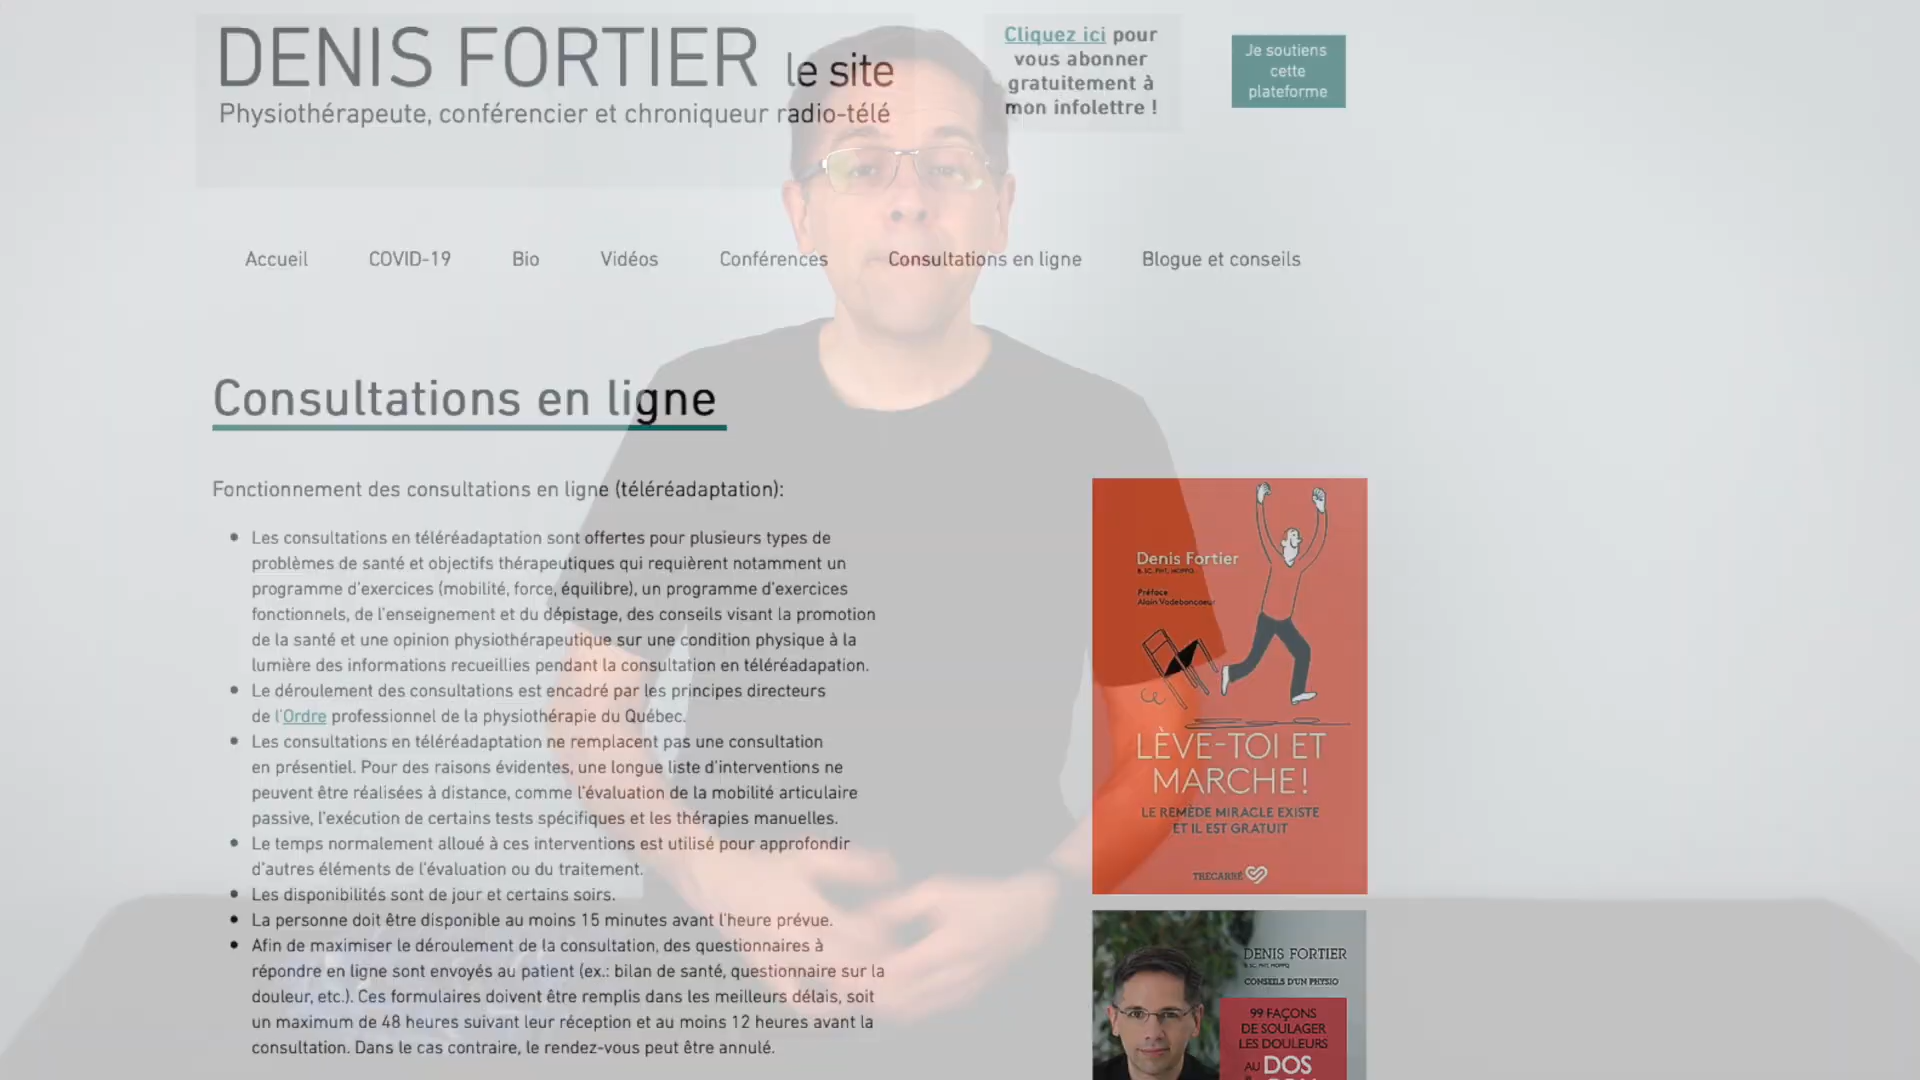 DENIS FORTIER le site
Physiothérapeute, conférencier et chroniqueur radio-télé
Cliquez ici pour
vous abonner
gratuitement à
mon infolettre !
Je soutiens
cette
plateforme
Accueil
COVID-19
Bio
Vidéos
Conférences
Consultations en ligne
Blogue et conseils
Consultations en ligne
Fonctionnement des consultations en ligne (téléréadaptation):
Les consultations en téléréadaptation sont offertes pour plusieurs types de
problèmes de santé et objectifs thérapeutiques qui requièrent notamment un
programme d'exercices (mobilité, force, équilibre), un programme d'exercices
fonctionnels, de l'enseignement et du dépistage, des conseils visant la promotion
de la santé et une opinion physiothérapeutique sur une condition physique à la
lumière des informations recueillies pendant la consultation en téléréadapation.
Le déroulement des consultations est encadré par les principes directeurs
de l'Ordre professionnel de la physiothérapie du Québec.
Les consultations en téléréadaptation ne remplacent pas une consultation
en présentiel. Pour des raisons évidentes, une longue liste d'interventions ne
peuvent être réalisées à distance, comme l'évaluation de la mobilité articulaire
passive, l'exécution de certains tests spécifiques et les thérapies manuelles.
Le temps normalement alloué à ces interventions est utilisé pour approfondir
d'autres éléments de l'évaluation ou du traitement.
Les disponibilités sont de jour et certains soirs.
La personne doit être disponible au moins 15 minutes avant l'heure prévue.
Afin de maximiser le déroulement de la consultation, des questionnaires à
répondre en ligne sont envoyés au patient (ex.: bilan de santé, questionnaire sur la
douleur, etc.). Ces formulaires doivent être remplis dans les meilleurs délais, soit
un maximum de 48 heures suivant leur réception et au moins 12 heures avant la
consultation. Dans le cas contraire, le rendez-vous peut être annulé.
Denis Fortier
B. SC. PHT, MOPPQ
Préface
Alain Vadeboncoeur
LÈVE-TOI ET
MARCHE!
LE REMÈDE MIRACLE EXISTE
ET IL EST GRATUIT
TRÉCARRÉ
DENIS FORTIER
B. SC. PHT, MOPPQ
CONSEILS D'UN PHYSIO
99 FAÇONS
DE SOULAGER
LES DOULEURS
AU DOS